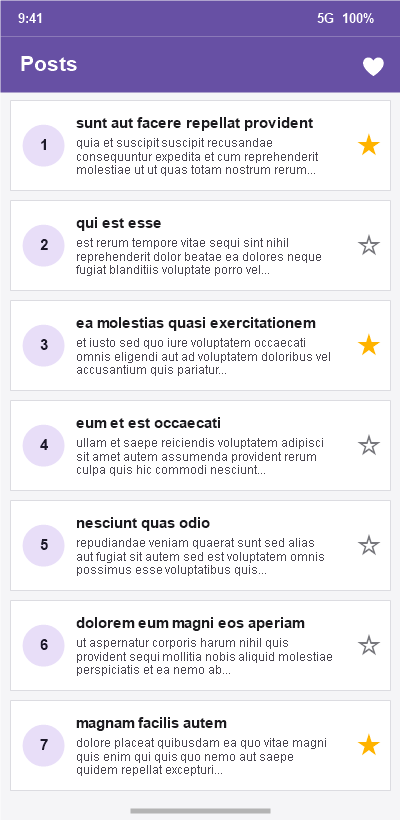 9:41 5G 100%
Posts
sunt aut facere repellat provident
1
quia et suscipit suscipit recusandae
consequuntur expedita et cum reprehenderit
molestiae ut ut quas totam nostrum rerum...
qui est esse
2
est rerum tempore vitae sequi sint nihil
reprehenderit dolor beatae ea dolores neque
fugiat blanditiis voluptate porro vel...
ea molestias quasi exercitationem
3
et iusto sed quo iure voluptatem occaecati
omnis eligendi aut ad voluptatem doloribus vel
accusantium quis pariatur...
eum et est occaecati
4
ullam et saepe reiciendis voluptatem adipisci
sit amet autem assumenda provident rerum
culpa quis hic commodi nesciunt...
nesciunt quas odio
5
repudiandae veniam quaerat sunt sed alias
aut fugiat sit autem sed est voluptatem omnis
possimus esse voluptatibus quis...
dolorem eum magni eos aperiam
6
ut aspernatur corporis harum nihil quis
provident sequi mollitia nobis aliquid molestiae
perspiciatis et ea nemo ab...
magnam facilis autem
7
dolore placeat quibusdam ea quo vitae magni
quis enim qui quis quo nemo aut saepe
quidem repellat excepturi...